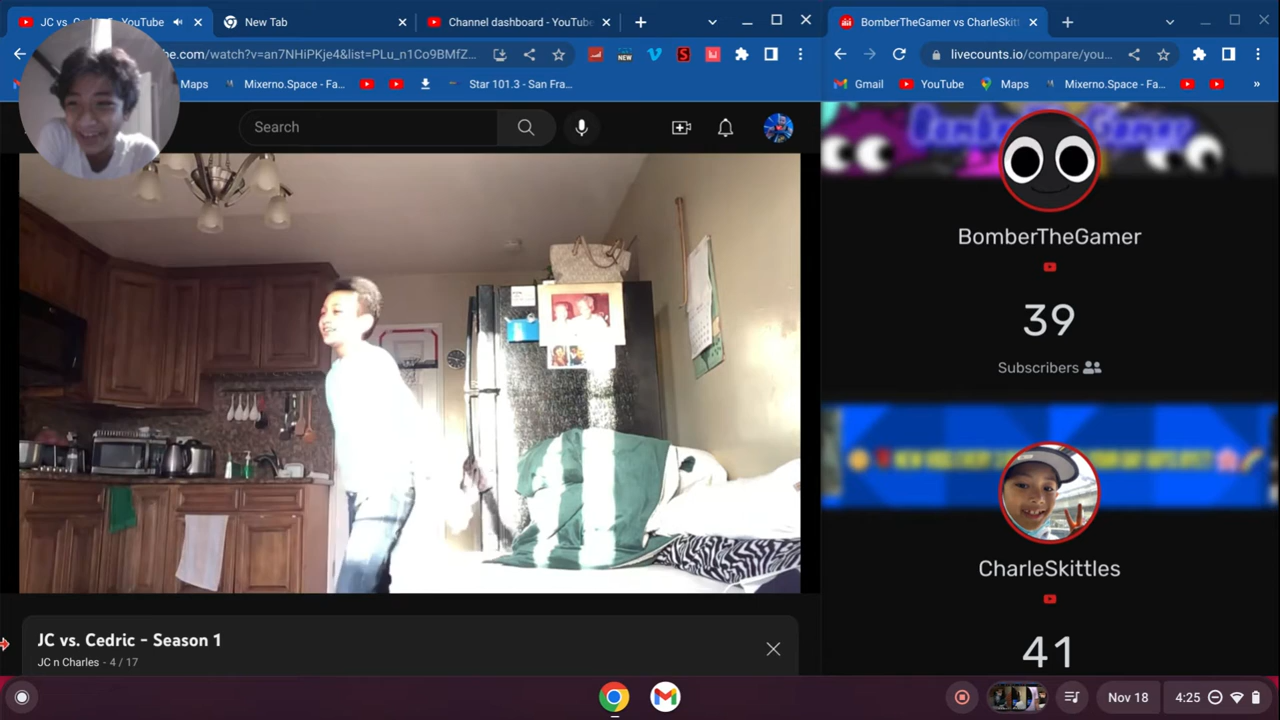 JC vs. C YouTube
New Tab
Channel dashboard - YouTube
BomberTheGamer vs CharleSkitt
be.com/watch?v=an7NHiPKje4&list=PLu_n1Co9BMfZ...
NEW
livecounts.io/compare/you...
Maps
Mixerno.Space - Fa...
Star 101.3 - San Fra...
Gmail
YouTube
Maps
Mixerno.Space - Fa...
»
Search
BomberTheGamer
39
Subscribers
CharleSkittles
41
JC vs. Cedric - Season 1
JC n Charles - 4 / 17
Nov 18
4:25